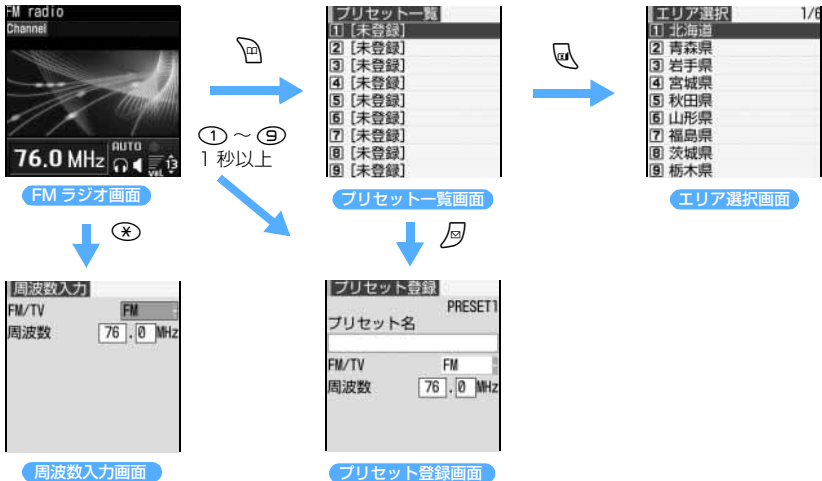 FM radio
Channel
76.0 MHz
AUTO
VOL
13
FM ラジオ画面
①～⑨
1 秒以上
プリセット一覧
1 [未登録]
2 [未登録]
3 [未登録]
4 [未登録]
5 [未登録]
6 [未登録]
7 [未登録]
8 [未登録]
9 [未登録]
プリセット一覧画面
エリア選択 1/6
1 北海道
2 青森県
3 岩手県
4 宮城県
5 秋田県
6 山形県
7 福島県
8 茨城県
9 栃木県
エリア選択画面
周波数入力
FM/TV FM
周波数 76.0 MHz
周波数入力画面
プリセット登録
PRESET1
プリセット名
FM/TV FM
周波数 76.0 MHz
プリセット登録画面